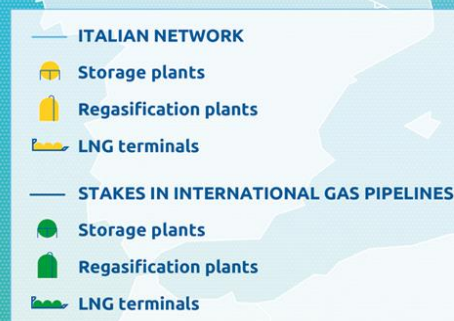 ITALIAN NETWORK
Storage plants
Regasification plants
LNG terminals
STAKES IN INTERNATIONAL GAS PIPELINES
Storage plants
Regasification plants
LNG terminals